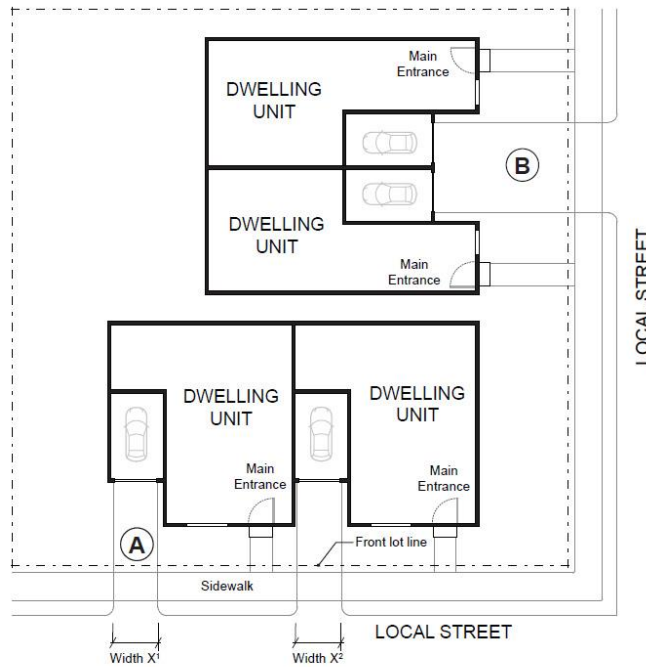 Main
Entrance
DWELLING
UNIT
B
DWELLING
UNIT
Main
Entrance
LOCAL STREET
DWELLING
UNIT
DWELLING
UNIT
Main
Entrance
Main
Entrance
A
Front lot line
Sidewalk
LOCAL STREET
Width X¹
Width X²